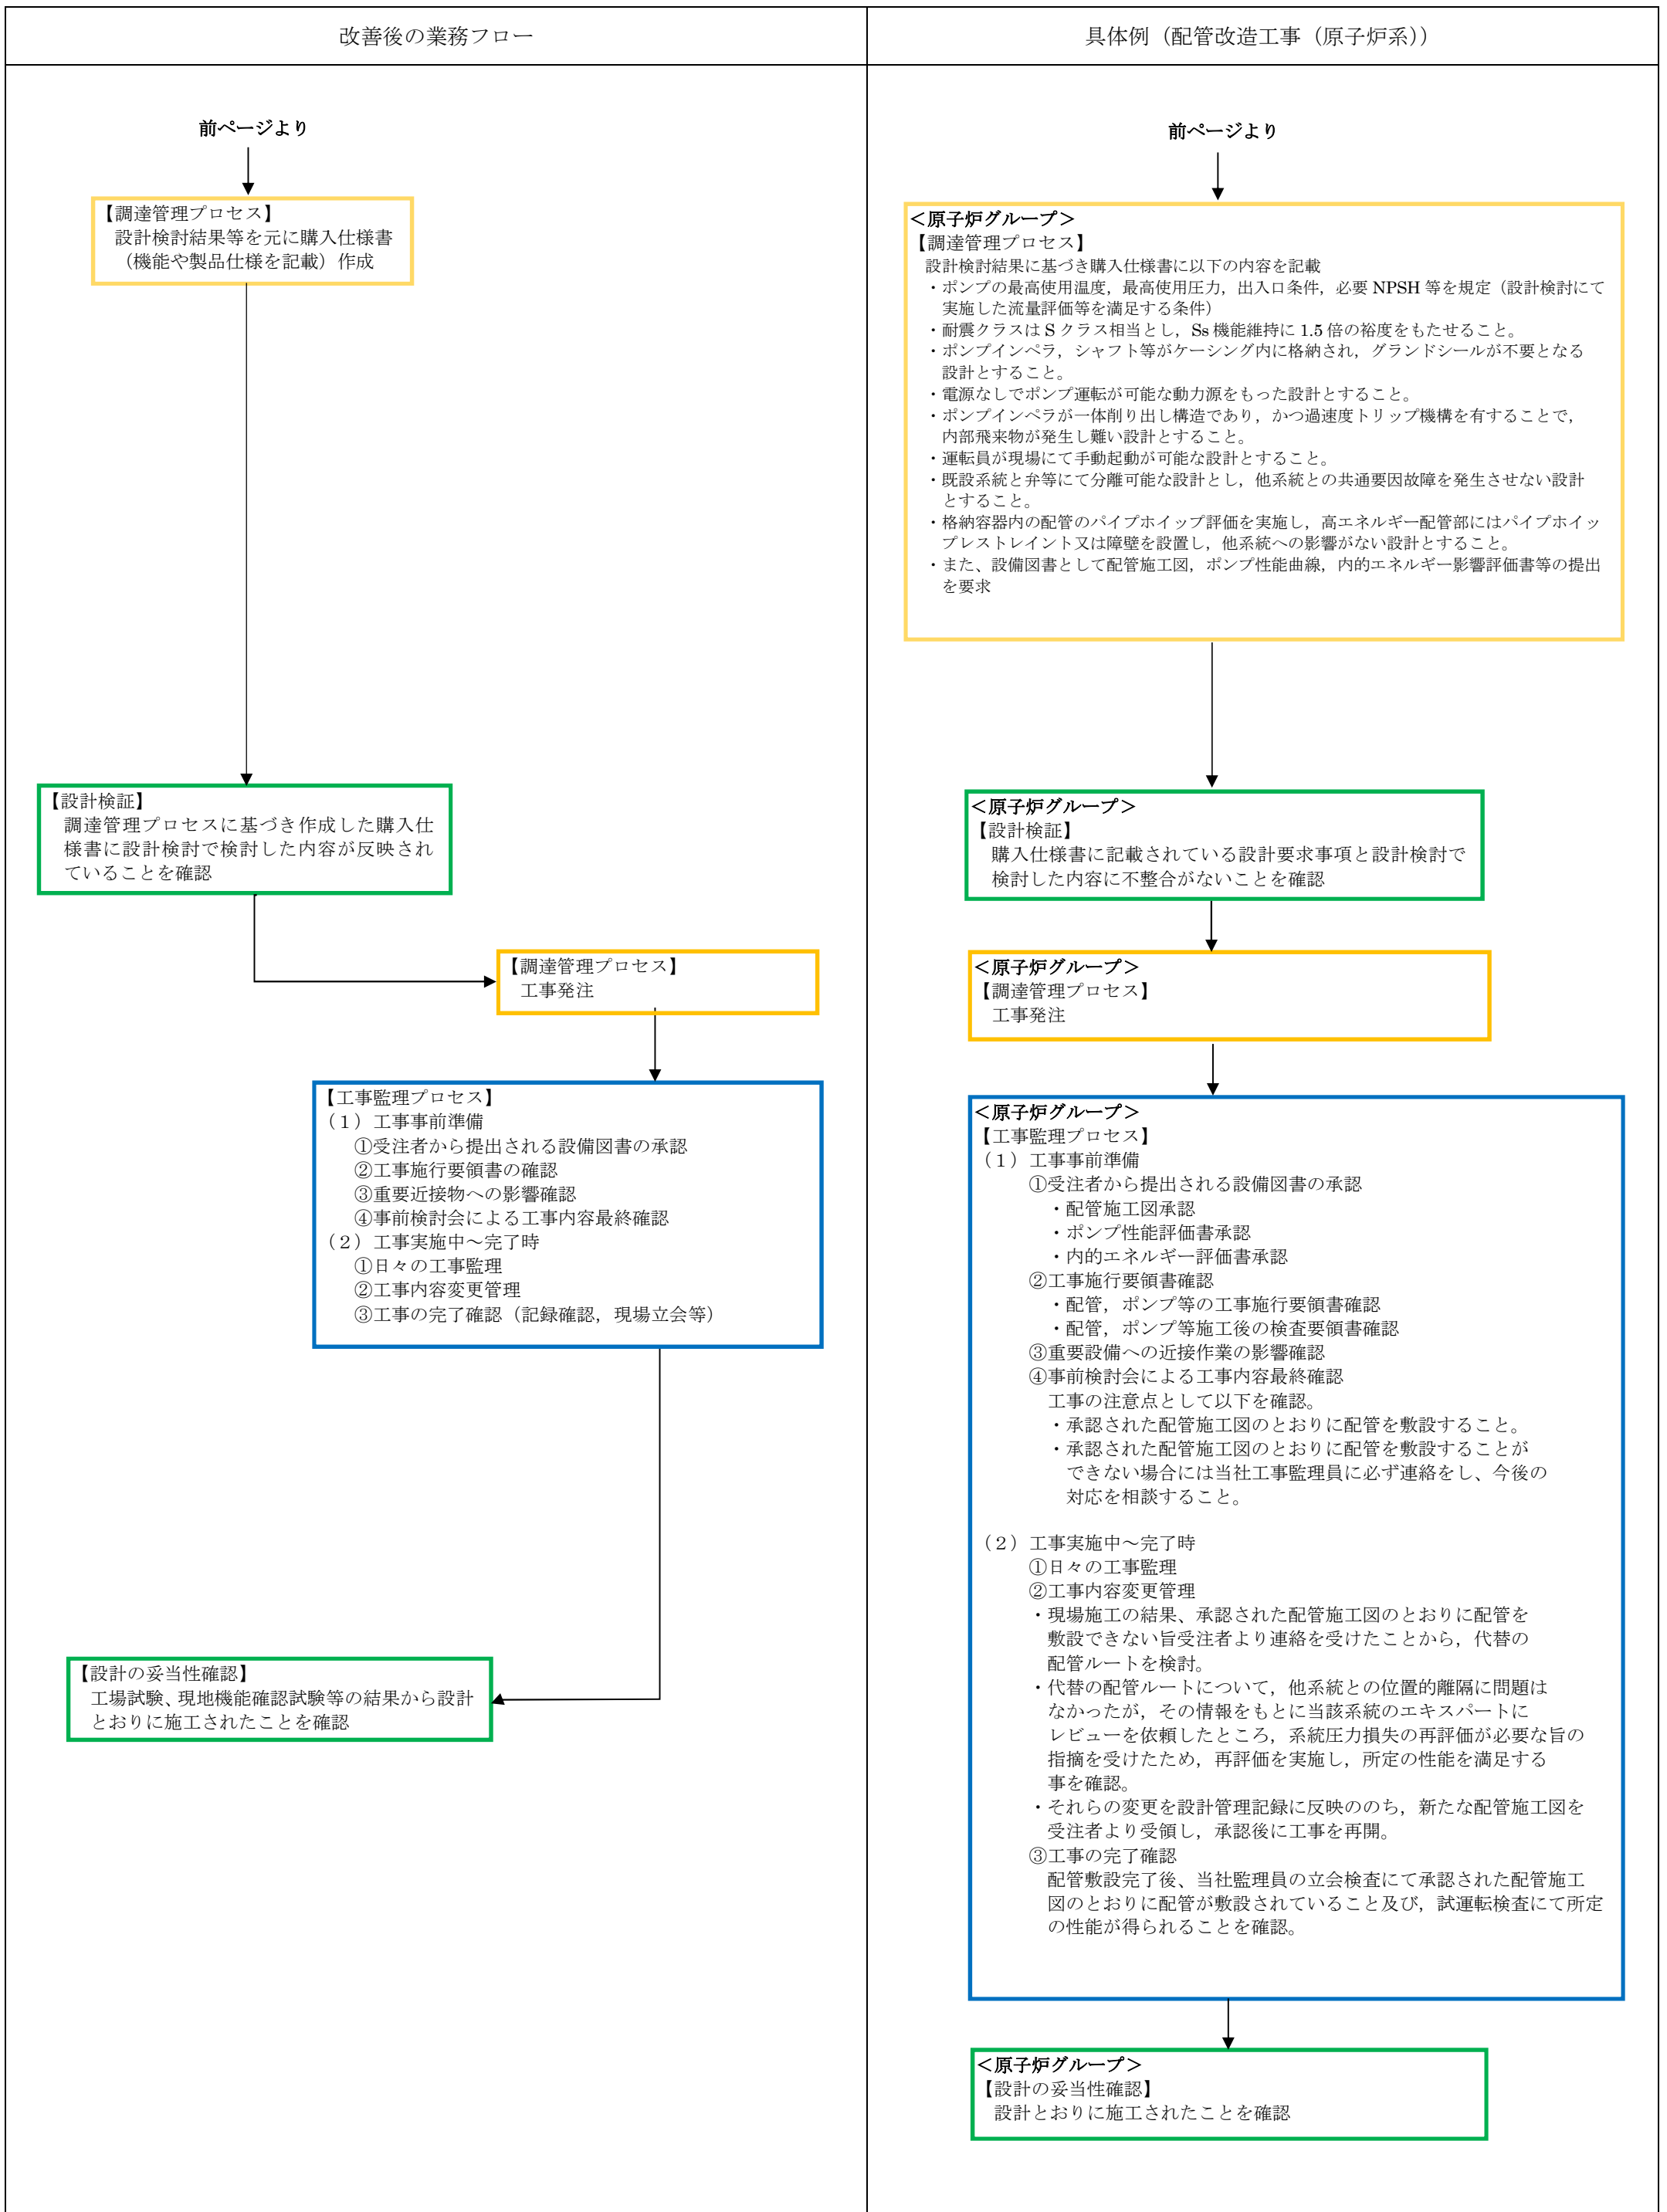 改善後の業務フロー
前ページより
【調達管理プロセス】
設計検討結果等を元に購入仕様書
（機能や製品仕様を記載）作成
【設計検証】
調達管理プロセスに基づき作成した購入仕
様書に設計検討で検討した内容が反映され
ていることを確認
【調達管理プロセス】
工事発注
【工事監理プロセス】
（１）工事事前準備
①受注者から提出される設備図書の承認
②工事施行要領書の確認
③重要近接物への影響確認
④事前検討会による工事内容最終確認
（２）工事実施中～完了時
①日々の工事監理
②工事内容変更管理
③工事の完了確認（記録確認，現場立会等）
【設計の妥当性確認】
工場試験、現地機能確認試験等の結果から設計
とおりに施工されたことを確認
具体例（配管改造工事（原子炉系））
前ページより
＜原子炉グループ＞
【調達管理プロセス】
設計検討結果に基づき購入仕様書に以下の内容を記載
・ポンプの最高使用温度，最高使用圧力，出入口条件，必要 NPSH 等を規定（設計検討にて
実施した流量評価等を満足する条件）
・耐震クラスは S クラス相当とし，Ss 機能維持に 1.5 倍の裕度をもたせること。
・ポンプインペラ，シャフト等がケーシング内に格納され，グランドシールが不要となる
設計とすること。
・電源なしでポンプ運転が可能な動力源をもった設計とすること。
・ポンプインペラが一体削り出し構造であり，かつ過速度トリップ機構を有することで，
内部飛来物が発生し難い設計とすること。
・運転員が現場にて手動起動が可能な設計とすること。
・既設系統と弁等にて分離可能な設計とし，他系統との共通要因故障を発生させない設計
とすること。
・格納容器内の配管のパイプホイップ評価を実施し，高エネルギー配管部にはパイプホイッ
プレストレイント又は障壁を設置し，他系統への影響がない設計とすること。
・また、設備図書として配管施工図，ポンプ性能曲線，内的エネルギー影響評価書等の提出
を要求
＜原子炉グループ＞
【設計検証】
購入仕様書に記載されている設計要求事項と設計検討で
検討した内容に不整合がないことを確認
＜原子炉グループ＞
【調達管理プロセス】
工事発注
＜原子炉グループ＞
【工事監理プロセス】
（１）工事事前準備
①受注者から提出される設備図書の承認
・配管施工図承認
・ポンプ性能評価書承認
・内的エネルギー評価書承認
②工事施行要領書確認
・配管，ポンプ等の工事施行要領書確認
・配管，ポンプ等施工後の検査要領書確認
③重要設備への近接作業の影響確認
④事前検討会による工事内容最終確認
工事の注意点として以下を確認。
・承認された配管施工図のとおりに配管を敷設すること。
・承認された配管施工図のとおりに配管を敷設することが
できない場合には当社工事監理員に必ず連絡をし、今後の
対応を相談すること。
（２）工事実施中～完了時
①日々の工事監理
②工事内容変更管理
・現場施工の結果、承認された配管施工図のとおりに配管を
敷設できない旨受注者より連絡を受けたことから，代替の
配管ルートを検討。
・代替の配管ルートについて，他系統との位置的離隔に問題は
なかったが，その情報をもとに当該系統のエキスパートに
レビューを依頼したところ，系統圧力損失の再評価が必要な旨の
指摘を受けたため，再評価を実施し，所定の性能を満足する
事を確認。
・それらの変更を設計管理記録に反映ののち，新たな配管施工図を
受注者より受領し，承認後に工事を再開。
③工事の完了確認
配管敷設完了後、当社監理員の立会検査にて承認された配管施工
図のとおりに配管が敷設されていること及び，試運転検査にて所定
の性能が得られることを確認。
＜原子炉グループ＞
【設計の妥当性確認】
設計とおりに施工されたことを確認